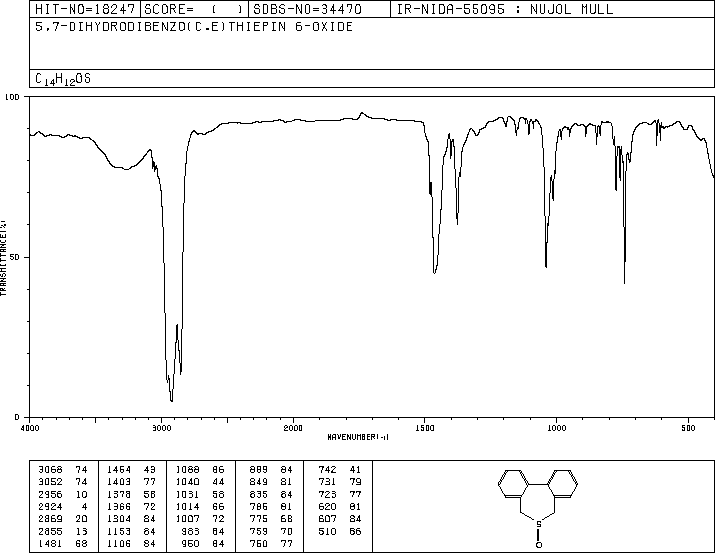 HIT-NO=18247 SCORE= ( ) SDBS-NO=34470 IR-NIDA-55095 : NUJOL MULL
5,7-DIHYDRODIBENZO(C,E)THIEPIN 6-OXIDE
C14H12OS
100
50
0
TRANSMITTANCE(%)
4000 3000 2000 1500 1000 500
WAVENUMBER(-1)
3068 74 1454 43 1088 86 889 84 742 41
3052 74 1403 77 1040 44 849 81 731 79
2956 10 1378 58 1031 58 835 84 723 77
2924 4 1366 72 1014 66 786 81 620 81
2869 20 1304 84 1007 72 775 68 607 84
2855 13 1153 84 983 84 759 70 510 86
1481 68 1106 84 950 84 750 77
S
O